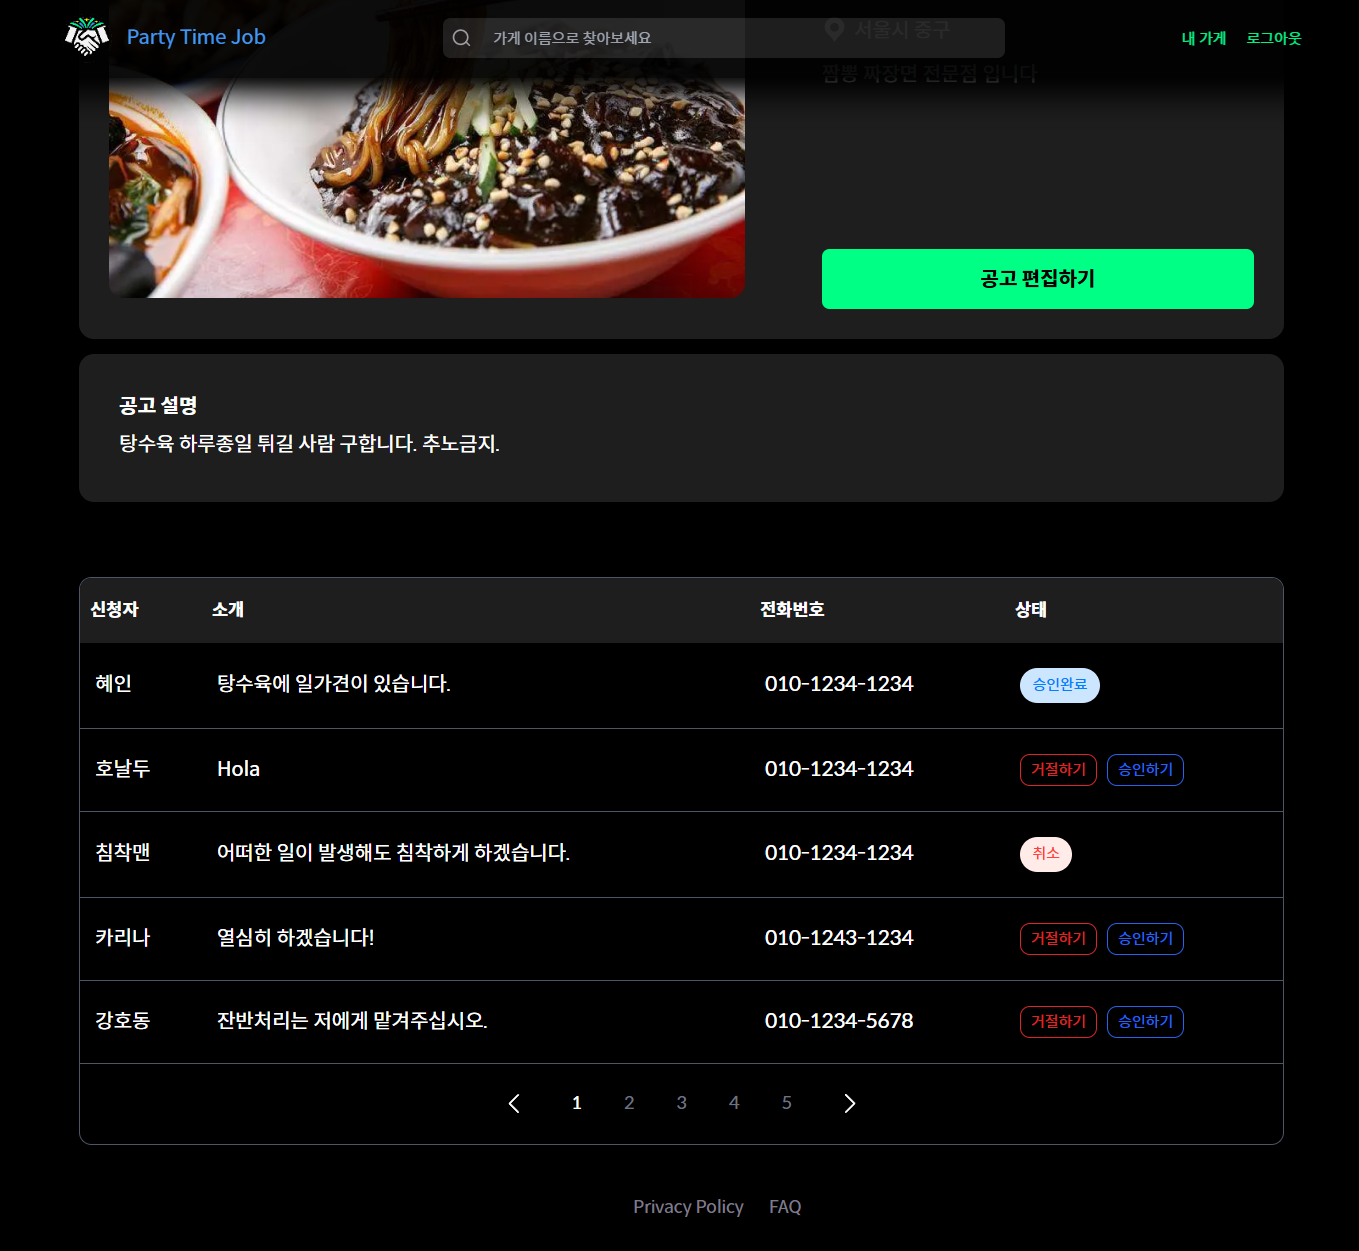 Party Time Job
가게 이름으로 찾아보세요
내 가게 로그아웃
서울시 중구
짬뽕 짜장면 전문점 입니다
공고 편집하기
공고 설명
탕수육 하루종일 튀길 사람 구합니다. 추노금지.
신청자 소개 전화번호 상태
혜인 탕수육에 일가견이 있습니다. 010-1234-1234 승인완료
호날두 Hola 010-1234-1234 거절하기 승인하기
침착맨 어떠한 일이 발생해도 침착하게 하겠습니다. 010-1234-1234 취소
카리나 열심히 하겠습니다! 010-1243-1234 거절하기 승인하기
강호동 잔반처리는 저에게 맡겨주십시오. 010-1234-5678 거절하기 승인하기
1 2 3 4 5
Privacy Policy FAQ